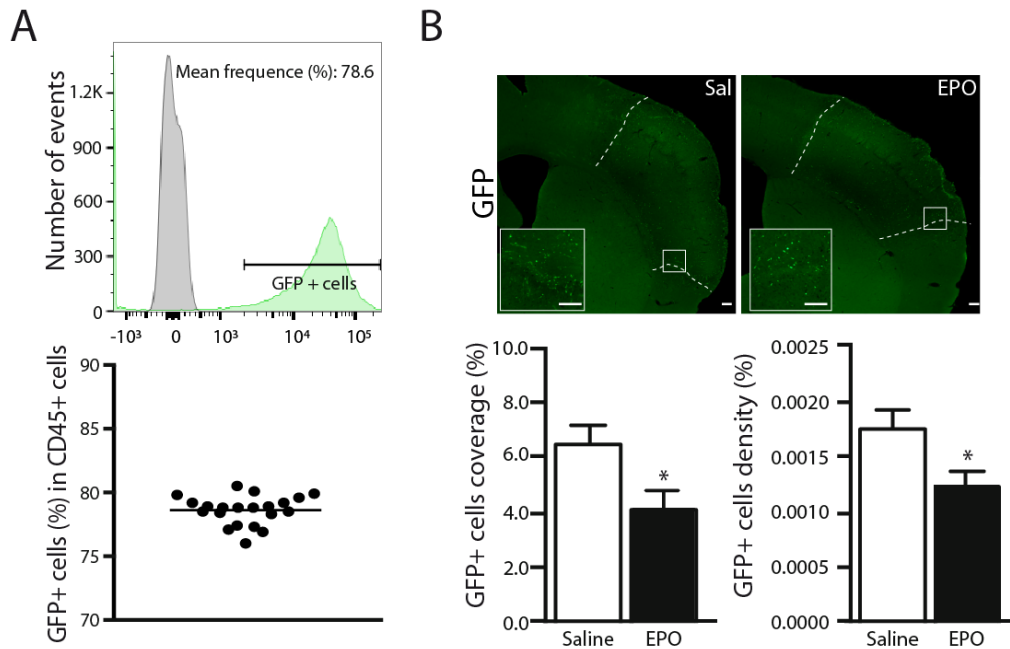 A
Number of events
1.2K
900
600
300
0
Mean frequence (%): 78.6
GFP + cells
-10³
0
10³
10⁴
10⁵
GFP+ cells (%) in CD45+ cells
90
85
80
75
70
B
GFP
Sal
EPO
GFP+ cells coverage (%)
10.0
8.0
6.0
4.0
2.0
0.0
*
Saline
EPO
GFP+ cells density (%)
0.0025
0.0020
0.0015
0.0010
0.0005
0.0000
*
Saline
EPO